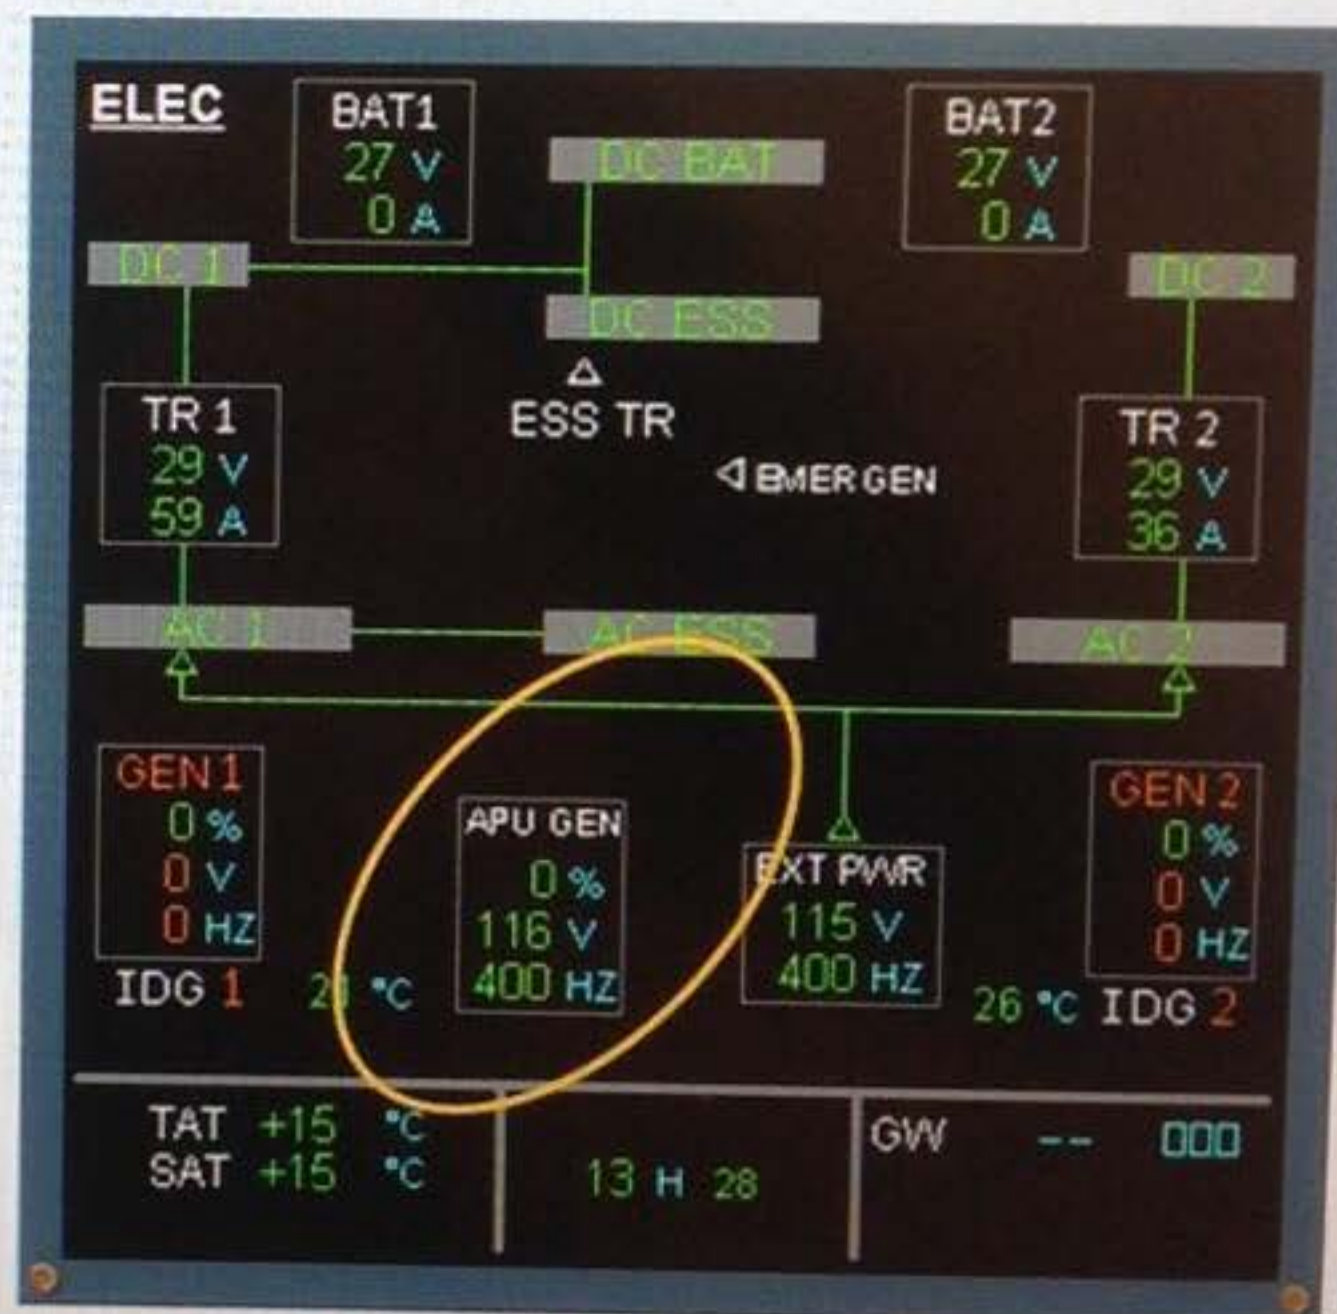 ELEC
BAT1
27 V
0 A
DC BAT
BAT2
27 V
0 A
DC 1
DC 2
DC ESS
ESS TR
EMER GEN
TR 1
29 V
59 A
TR 2
29 V
36 A
AC 1
AC ESS
AC 2
GEN 1
0 %
0 V
0 HZ
IDG 1
°C
APU GEN
0 %
116 V
400 HZ
EXT PWR
115 V
400 HZ
GEN 2
0 %
0 V
0 HZ
26 °C IDG 2
TAT +15 °C
SAT +15 °C
13 H 28
GW -- 000